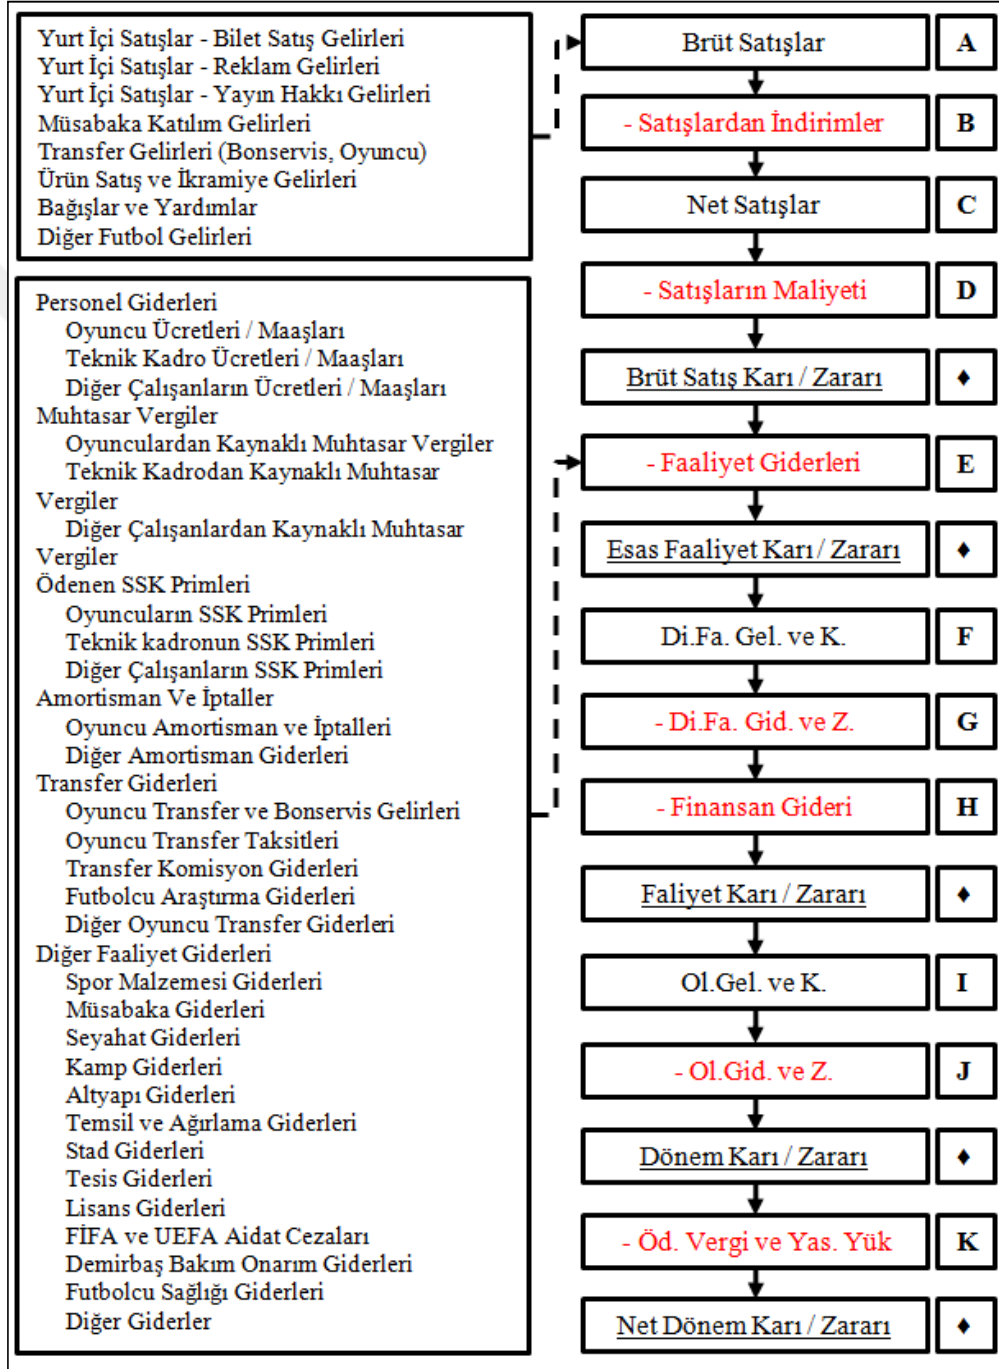 Yurt İçi Satışlar - Bilet Satış Gelirleri
Yurt İçi Satışlar - Reklam Gelirleri
Yurt İçi Satışlar - Yayın Hakkı Gelirleri
Müsabaka Katılım Gelirleri
Transfer Gelirleri (Bonservis, Oyuncu)
Ürün Satış ve İkramiye Gelirleri
Bağışlar ve Yardımlar
Diğer Futbol Gelirleri
Personel Giderleri
Oyuncu Ücretleri / Maaşları
Teknik Kadro Ücretleri / Maaşları
Diğer Çalışanların Ücretleri / Maaşları
Muhtasar Vergiler
Oyunculardan Kaynaklı Muhtasar Vergiler
Teknik Kadrodan Kaynaklı Muhtasar
Vergiler
Diğer Çalışanlardan Kaynaklı Muhtasar
Vergiler
Ödenen SSK Primleri
Oyuncuların SSK Primleri
Teknik kadronun SSK Primleri
Diğer Çalışanların SSK Primleri
Amortisman Ve İptaller
Oyuncu Amortisman ve İptalleri
Diğer Amortisman Giderleri
Transfer Giderleri
Oyuncu Transfer ve Bonservis Gelirleri
Oyuncu Transfer Taksitleri
Transfer Komisyon Giderleri
Futbolcu Araştırma Giderleri
Diğer Oyuncu Transfer Giderleri
Diğer Faaliyet Giderleri
Spor Malzemesi Giderleri
Müsabaka Giderleri
Seyahat Giderleri
Kamp Giderleri
Altyapı Giderleri
Temsil ve Ağırlama Giderleri
Stad Giderleri
Tesis Giderleri
Lisans Giderleri
FİFA ve UEFA Aidat Cezaları
Demirbaş Bakım Onarım Giderleri
Futbolcu Sağlığı Giderleri
Diğer Giderler
Brüt Satışlar A
- Satışlardan İndirimler B
Net Satışlar C
- Satışların Maliyeti D
Brüt Satış Karı / Zararı ♦
- Faaliyet Giderleri E
Esas Faaliyet Karı / Zararı ♦
Di.Fa. Gel. ve K. F
- Di.Fa. Gid. ve Z. G
- Finansan Gideri H
Faliyet Karı / Zararı ♦
Ol.Gel. ve K. I
- Ol.Gid. ve Z. J
Dönem Karı / Zararı ♦
- Öd. Vergi ve Yas. Yük K
Net Dönem Karı / Zararı ♦